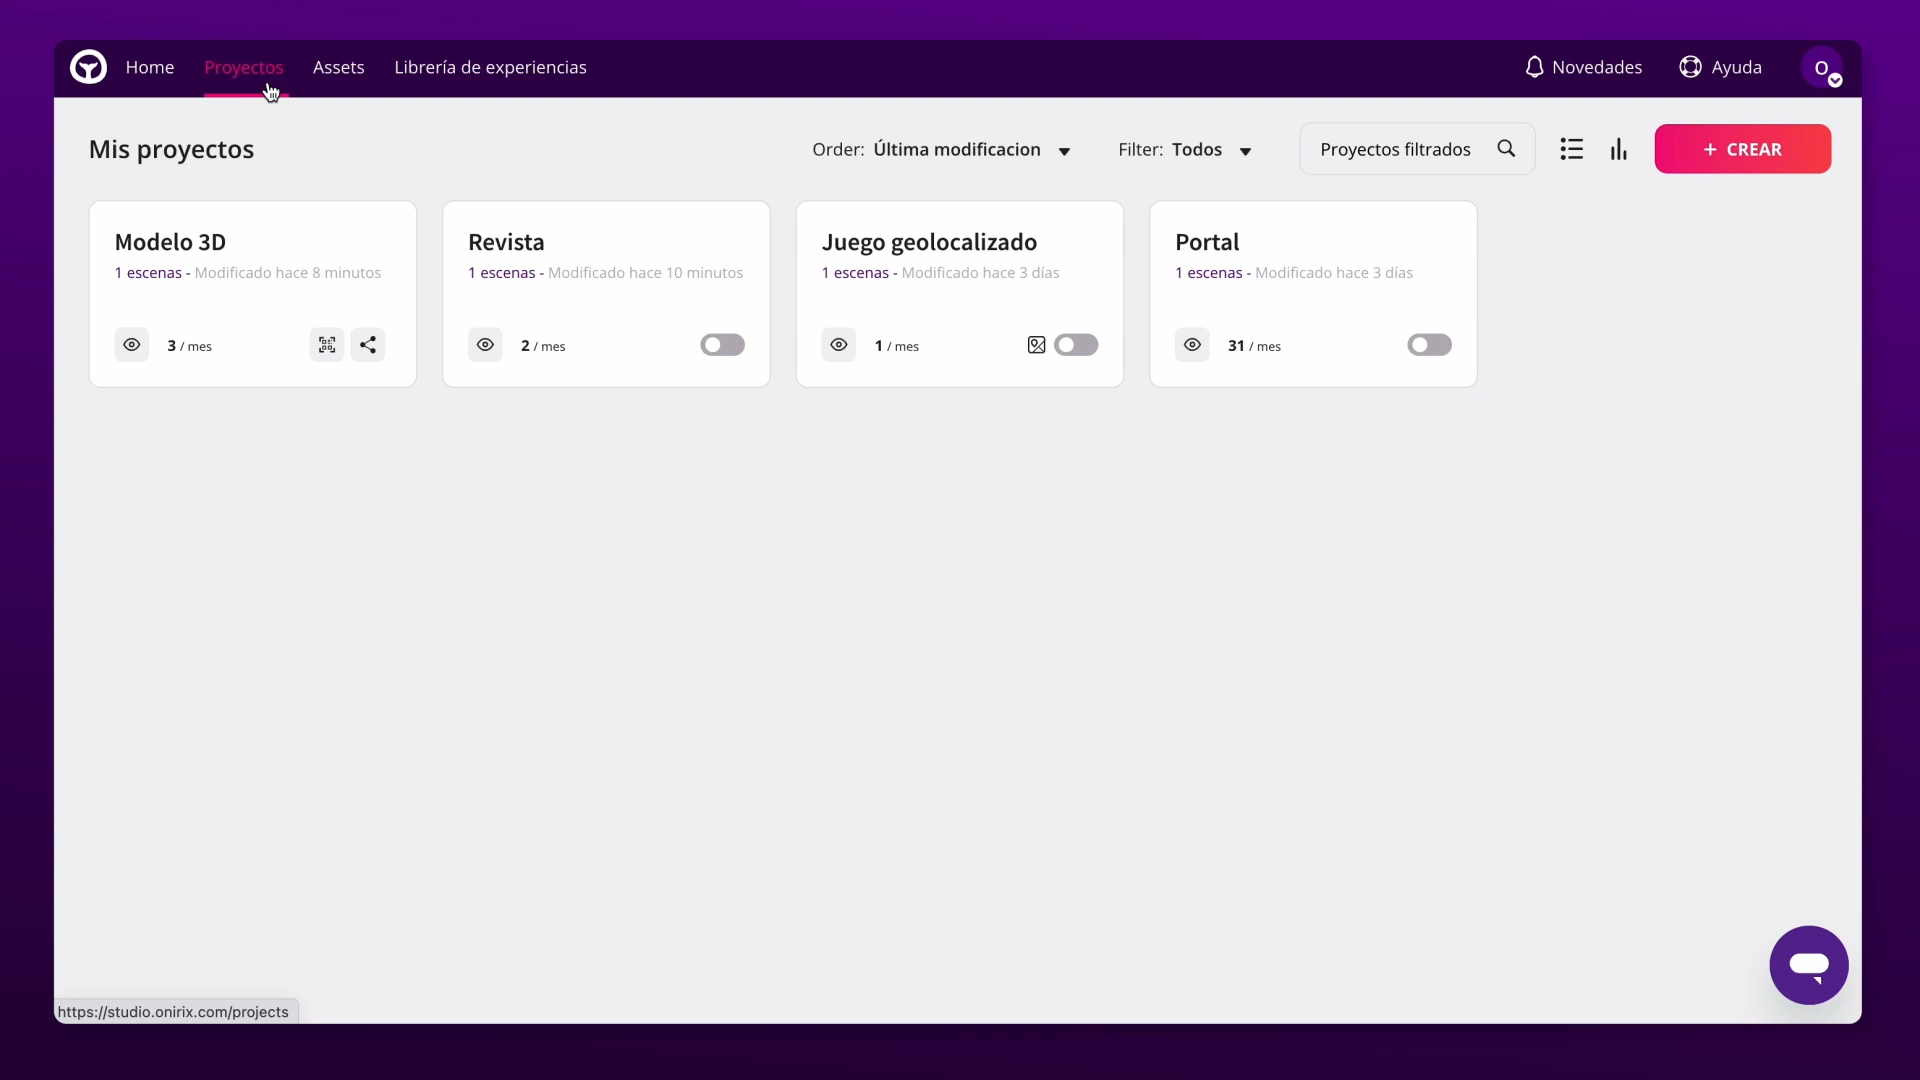 Home Proyectos Assets Librería de experiencias Novedades Ayuda O
Mis proyectos Order: Última modificacion Filter: Todos Proyectos filtrados + CREAR
Modelo 3D
1 escenas - Modificado hace 8 minutos
3 / mes
Revista
1 escenas - Modificado hace 10 minutos
2 / mes
Juego geolocalizado
1 escenas - Modificado hace 3 días
1 / mes
Portal
1 escenas - Modificado hace 3 días
31 / mes
https://studio.onirix.com/projects